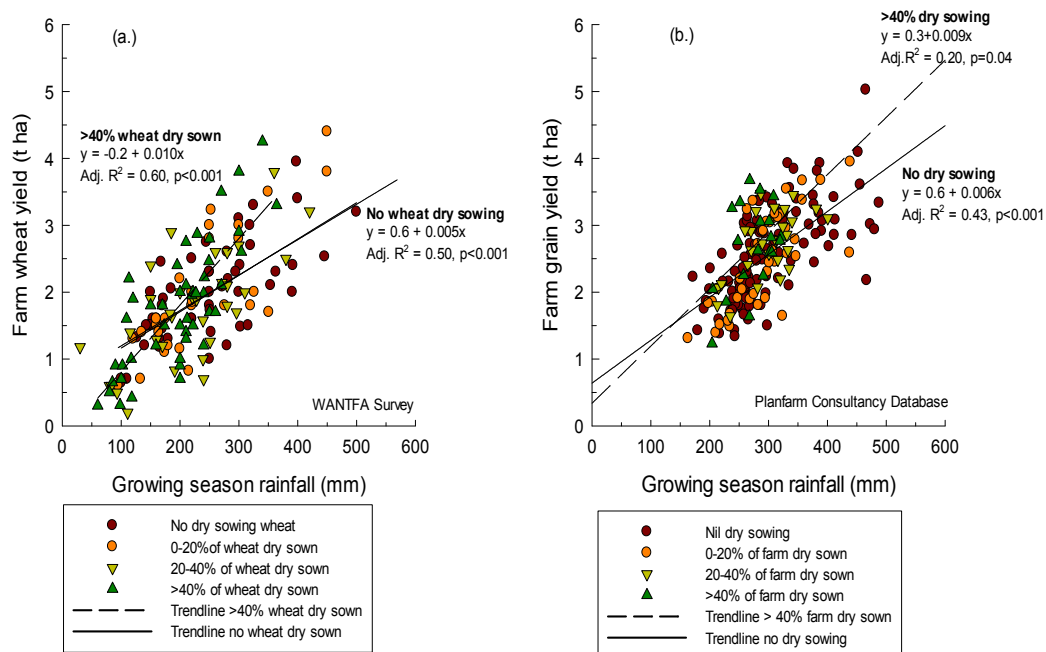 (a.)
6
5
4
3
2
1
0
Farm wheat yield (t ha)
>40% wheat dry sown
y = -0.2 + 0.010x
Adj. R² = 0.60, p<0.001
No wheat dry sowing
y = 0.6 + 0.005x
Adj. R² = 0.50, p<0.001
WANTFA Survey
0 100 200 300 400 500 600
Growing season rainfall (mm)
No dry sowing wheat
0-20%of wheat dry sown
20-40% of wheat dry sown
>40% of wheat dry sown
Trendline >40% wheat dry sown
Trendline no wheat dry sown
(b.)
6
5
4
3
2
1
0
Farm grain yield (t ha)
>40% dry sowing
y = 0.3+0.009x
Adj.R² = 0.20, p=0.04
No dry sowing
y = 0.6 + 0.006x
Adj. R² = 0.43, p<0.001
Planfarm Consultancy Database
0 100 200 300 400 500 600
Growing season rainfall (mm)
Nil dry sowing
0-20% of farm dry sown
20-40% of farm dry sown
>40% of farm dry sown
Trendline > 40% farm dry sown
Trendline no dry sowing